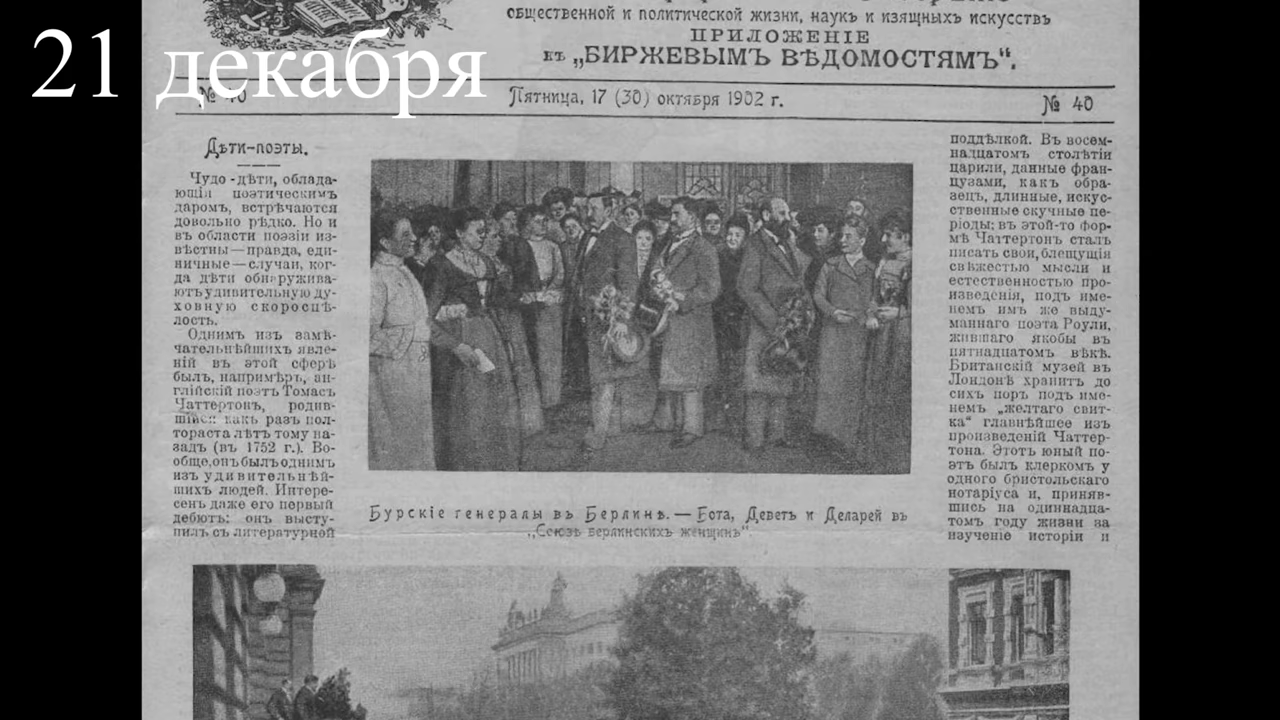 21 декабря
общественной и политической жизни, наукъ и изящныхъ искусствъ
ПРИЛОЖЕНІЕ
къ „БИРЖЕВЫМЪ ВѢДОМОСТЯМЪ“.
№ 40
Пятница, 17 (30) октября 1902 г.
№ 40
Дѣти-поэты.
Чудо-дѣти, облада-
ющія поэтическимъ
даромъ, встрѣчаются
довольно рѣдко. Но и
въ области поэзіи из-
вѣстны—правда, еди-
ничные—случаи, ког-
да дѣти обнаружива-
ютъ удивительную ду-
ховную скороспѣ-
лость.
Однимъ изъ замѣ-
чательнѣйшихъ явле-
ній въ этой сферѣ
былъ, напримѣръ, ан-
глійскій поэтъ Томасъ
Чаттертонъ, родив-
шійся какъ разъ пол-
тораста лѣтъ тому на-
задъ (въ 1752 г.). Во-
обще, онъ былъ однимъ
изъ удивительнѣй-
шихъ людей. Интере-
сенъ даже его первый
дебютъ: онъ высту-
пилъ съ литературной
Бурскіе генералы въ Берлинѣ. — Бота, Деветъ и Деларей въ
„Союзѣ берлинскихъ женщинъ“.
поддѣлкой. Въ восем-
надцатомъ столѣтіи
царили, данные фран-
цузами, какъ обра-
зецъ, длинные, искус-
ственные скучные пе-
ріоды; въ этой-то фор-
мѣ Чаттертонъ сталъ
писать свои, блещущія
свѣжестью мысли и
естественностью про-
изведенія, подъ име-
немъ имъ же выду-
маннаго поэта Роули,
жившаго якобы въ
пятнадцатомъ вѣкѣ.
Британскій музей въ
Лондонѣ хранитъ до
сихъ поръ подъ име-
немъ „желтаго свит-
ка“ главнѣйшее изъ
произведеній Чаттер-
тона. Этотъ юный по-
этъ былъ клеркомъ у
одного бристольскаго
нотаріуса и, приняв-
шись на одиннадца-
томъ году жизни за
изученіе исторіи и